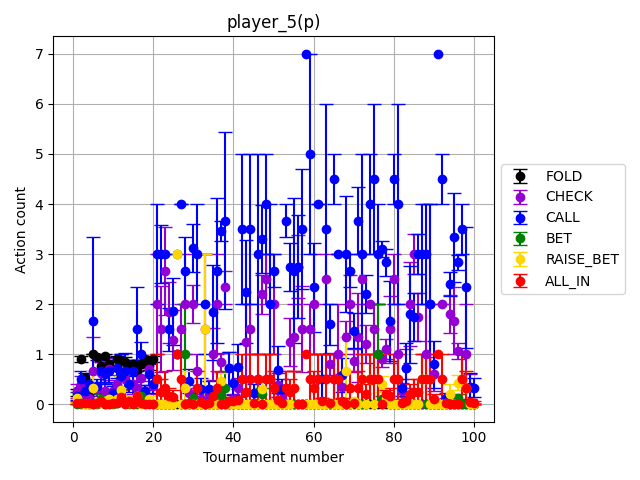 player_5(p)
Action count
7
6
5
4
3
2
1
0
0
20
40
60
80
100
Tournament number
FOLD
CHECK
CALL
BET
RAISE_BET
ALL_IN